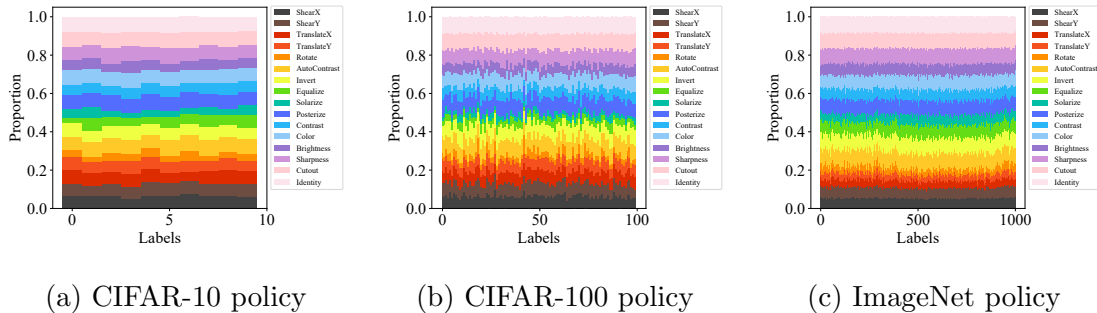 1.0
0.8
0.6
0.4
0.2
0.0
Proportion
0
5
10
Labels
ShearX
ShearY
TranslateX
TranslateY
Rotate
AutoContrast
Invert
Equalize
Solarize
Posterize
Contrast
Color
Brightness
Sharpness
Cutout
Identity
(a) CIFAR-10 policy
1.0
0.8
0.6
0.4
0.2
0.0
Proportion
0
50
100
Labels
ShearX
ShearY
TranslateX
TranslateY
Rotate
AutoContrast
Invert
Equalize
Solarize
Posterize
Contrast
Color
Brightness
Sharpness
Cutout
Identity
(b) CIFAR-100 policy
1.0
0.8
0.6
0.4
0.2
0.0
Proportion
0
500
1000
Labels
ShearX
ShearY
TranslateX
TranslateY
Rotate
AutoContrast
Invert
Equalize
Solarize
Posterize
Contrast
Color
Brightness
Sharpness
Cutout
Identity
(c) ImageNet policy